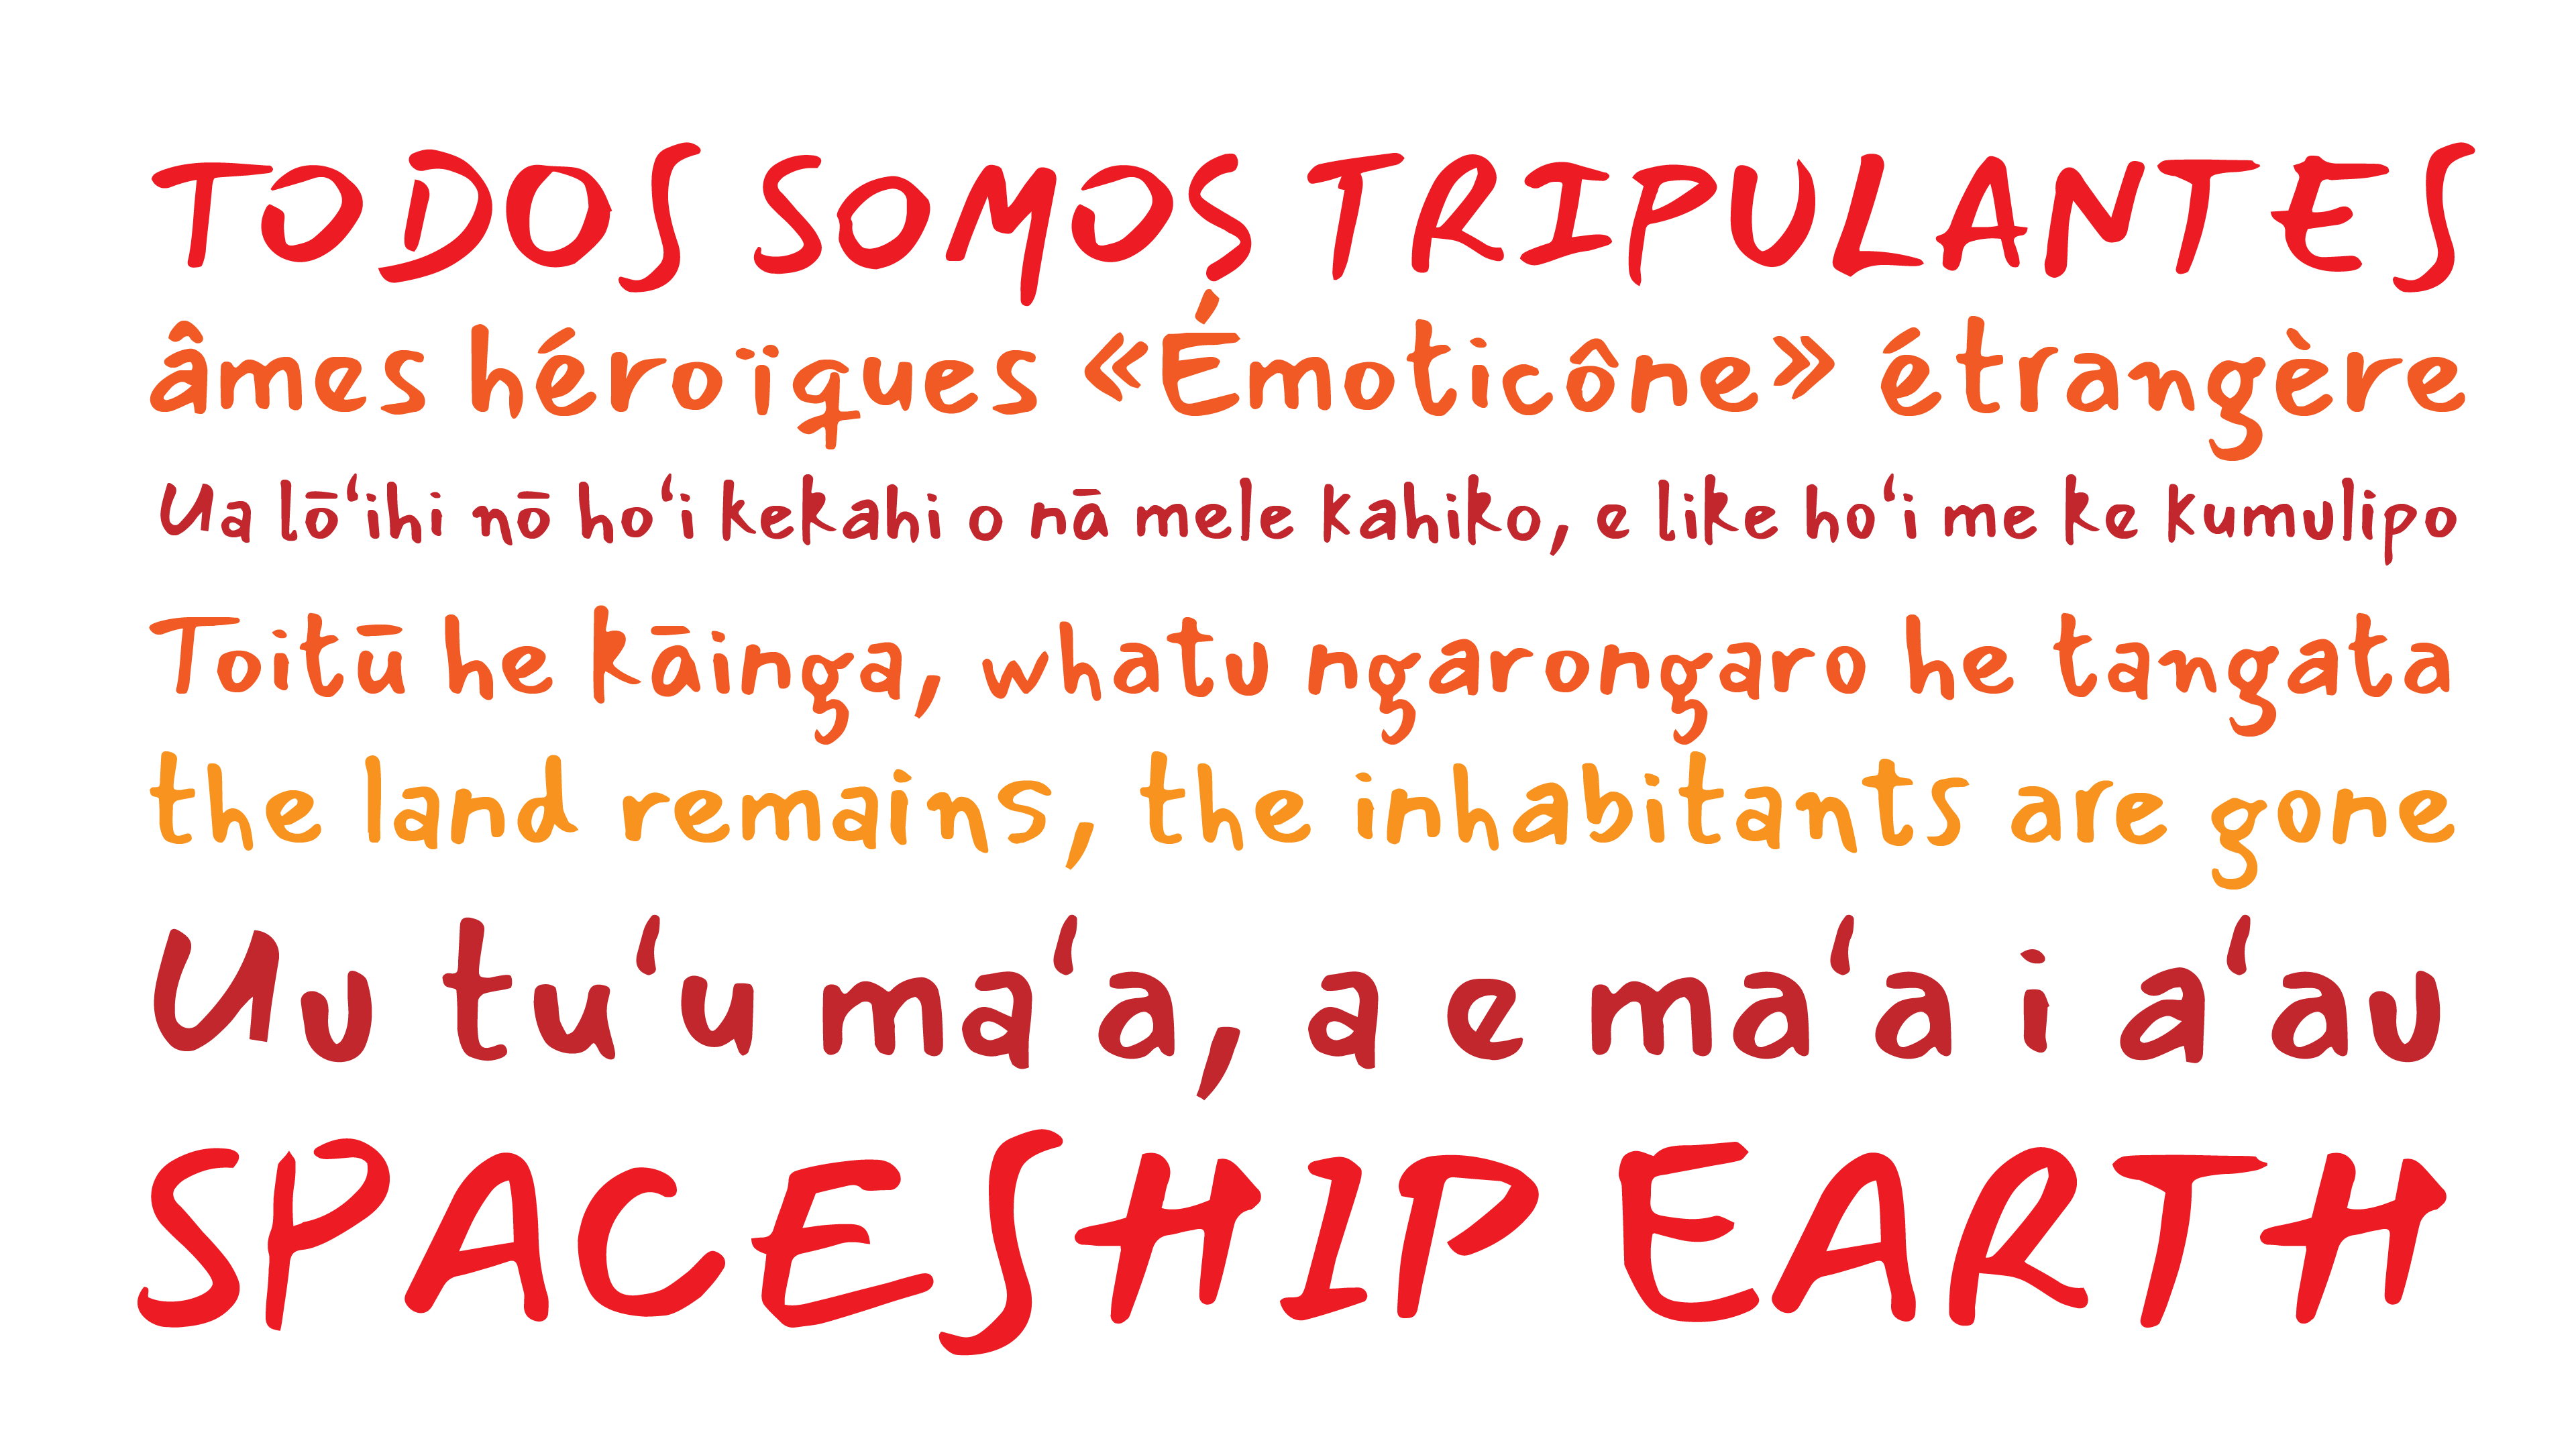 TODOS SOMOS TRIPULANTES
âmes héroïques «Émoticône» étrangère
Ua lōʻihi nō hoʻi kekahi o nā mele kahiko, e like hoʻi me ke kumulipo
Toitū he kāinga, whatu ngarongaro he tangata
the land remains, the inhabitants are gone
Uu tuʻu maʻa, a e maʻa i aʻau
SPACESHIP EARTH